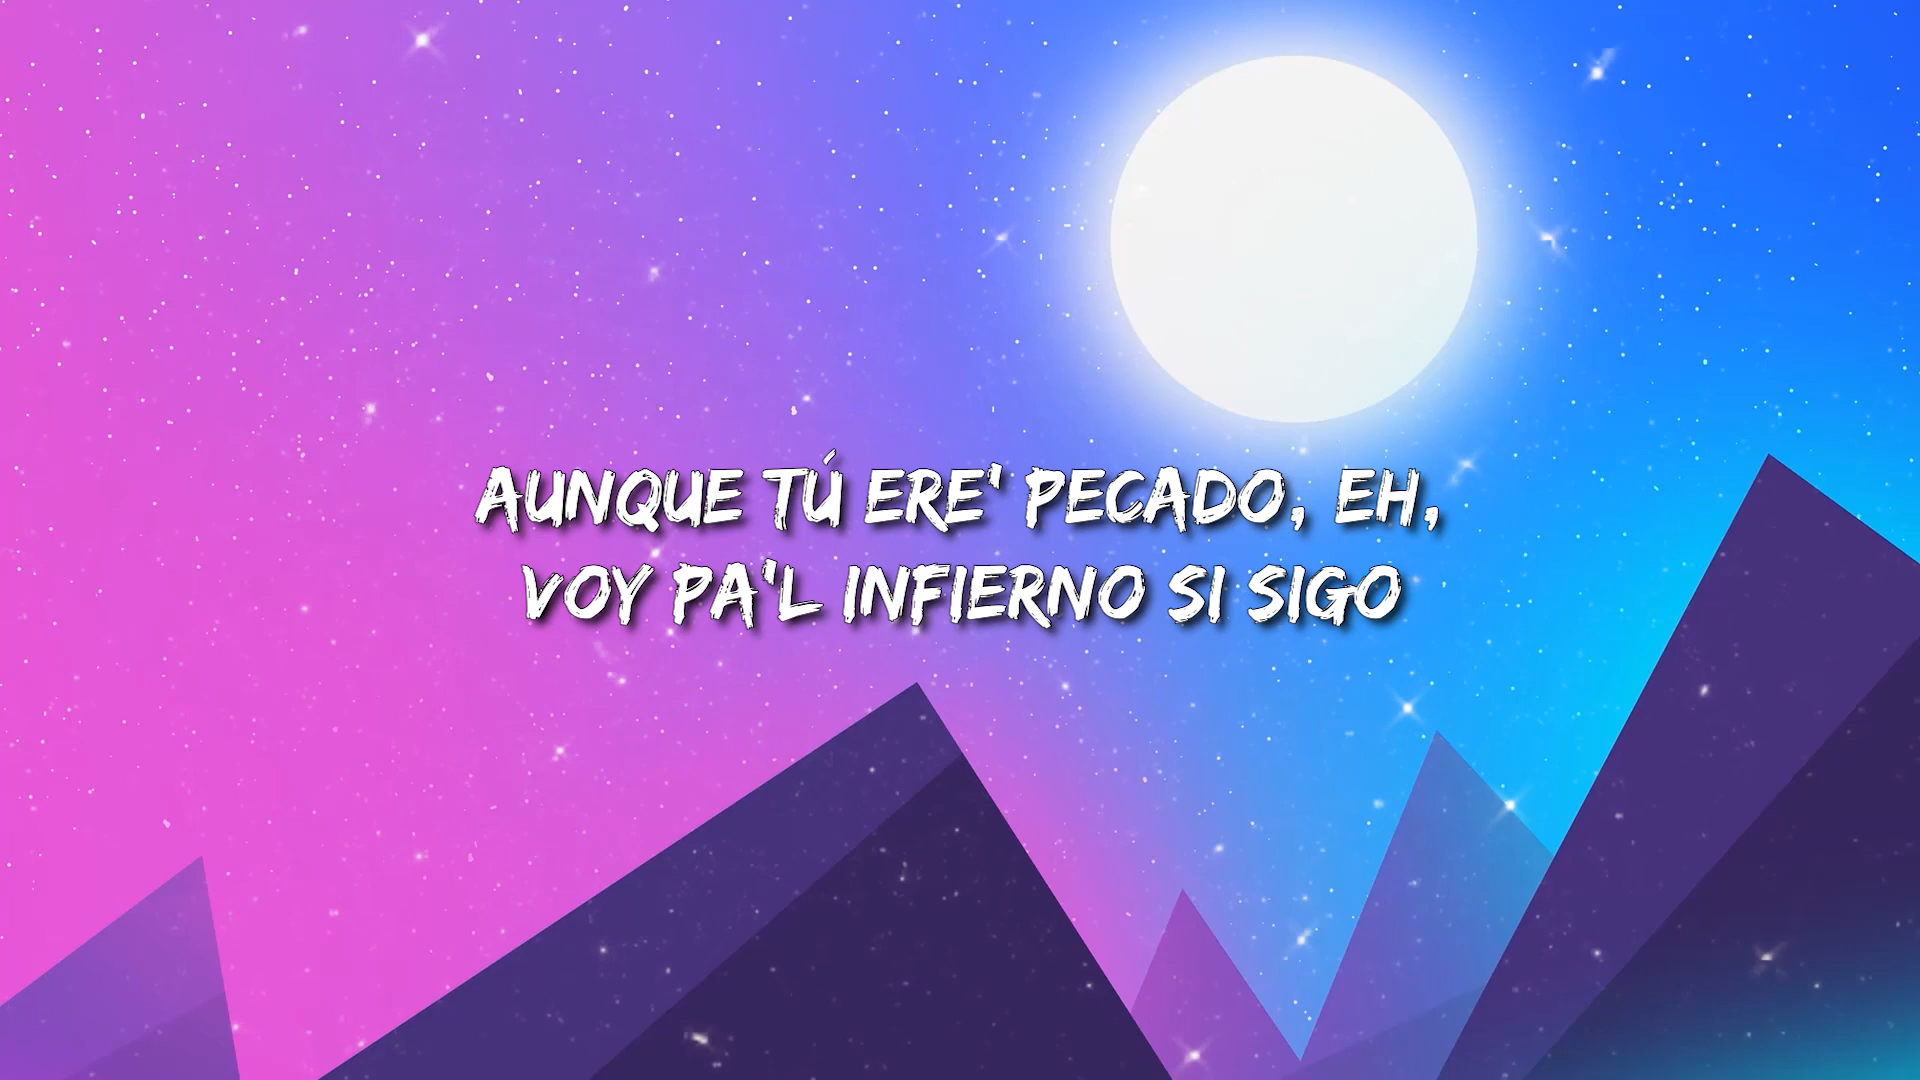 AUNQUE TÚ ERE' PECADO, EH,
VOY PA'L INFIERNO SI SIGO